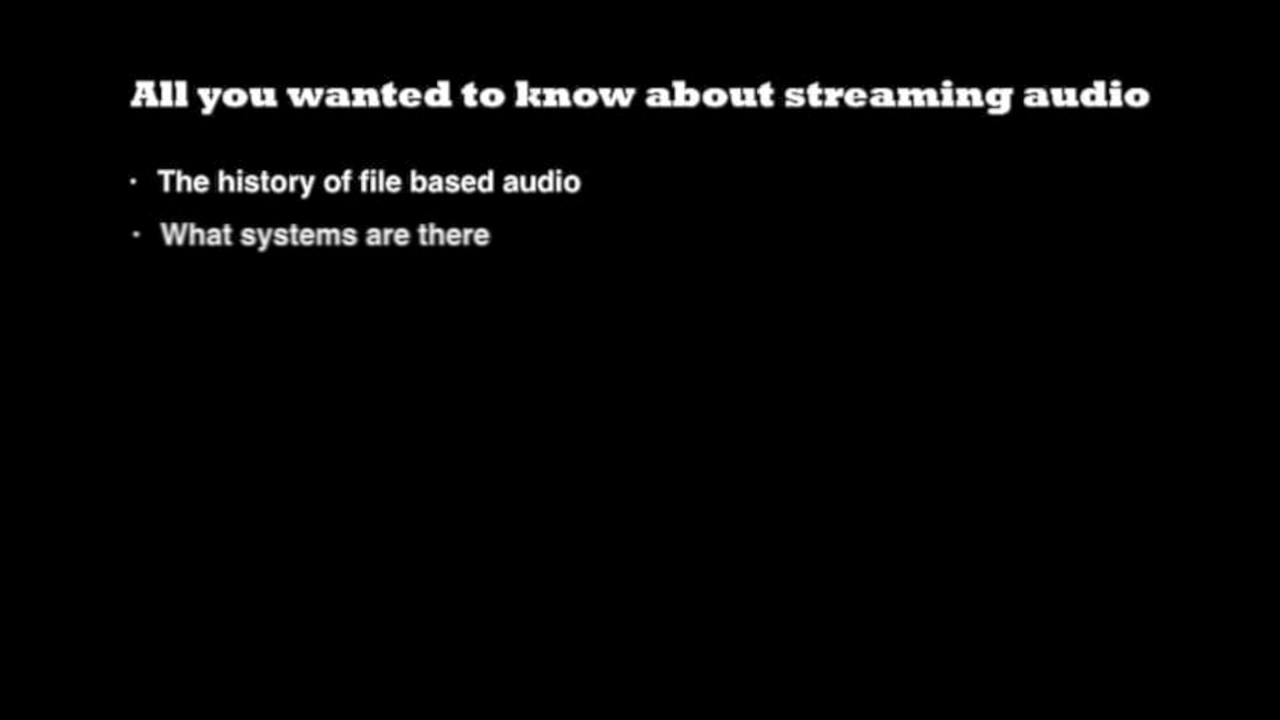 All you wanted to know about streaming audio
· The history of file based audio
· What systems are there